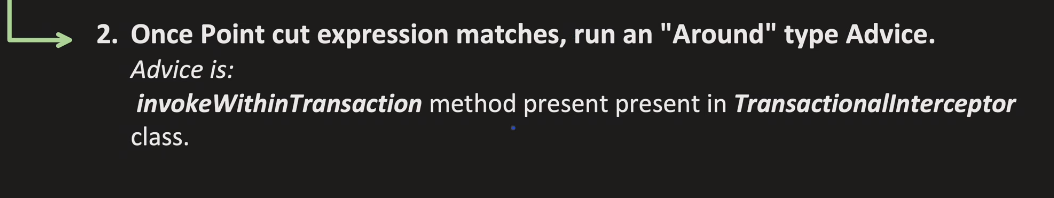 2. Once Point cut expression matches, run an "Around" type Advice.
Advice is:
invokeWithinTransaction method present present in TransactionalInterceptor
class.